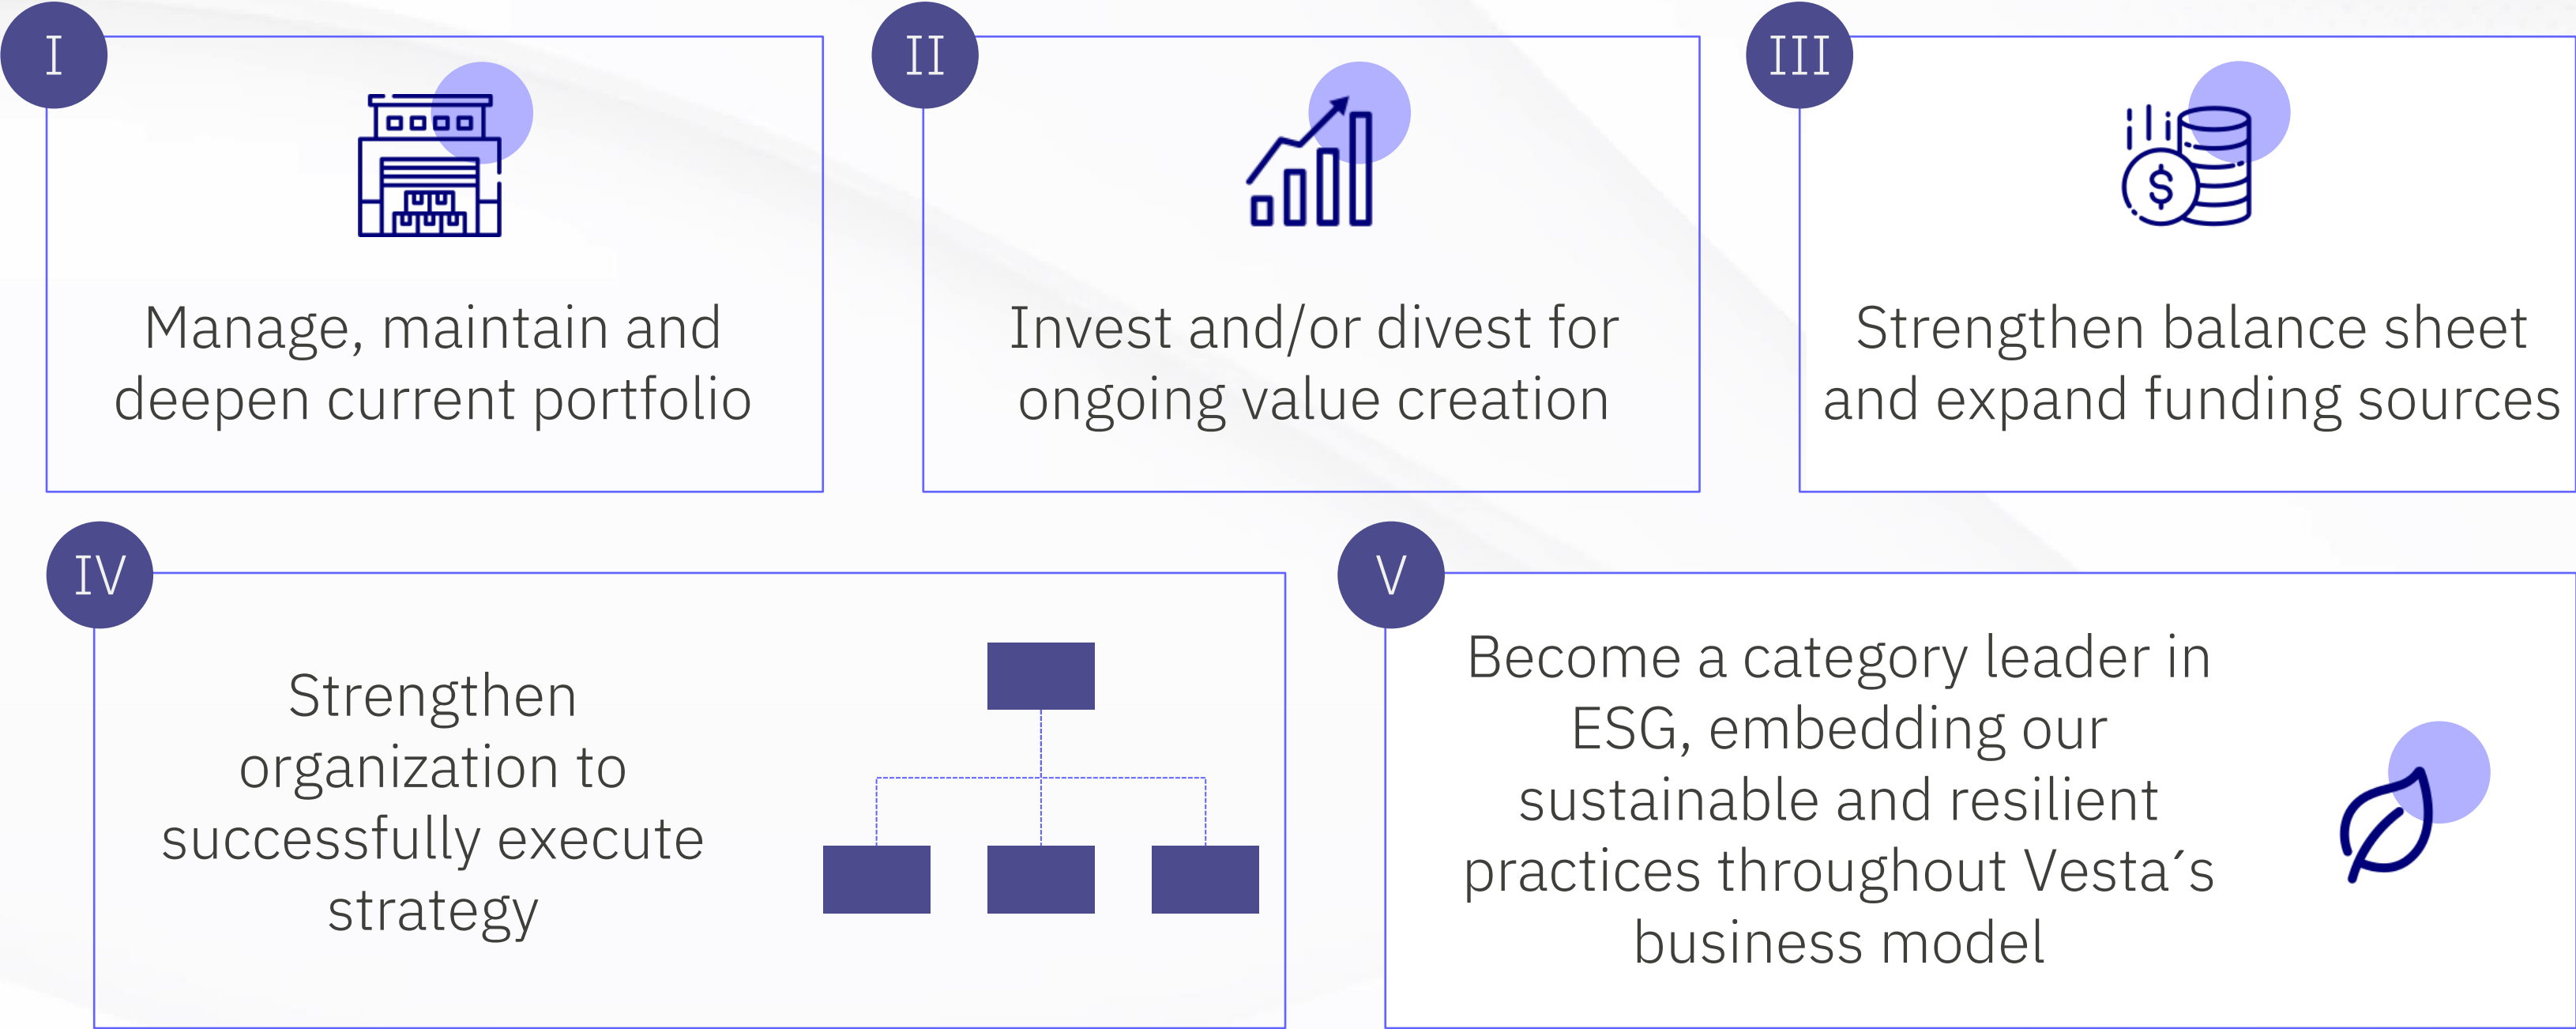 I
Manage, maintain and
deepen current portfolio
II
Invest and/or divest for
ongoing value creation
III
$
Strengthen balance sheet
and expand funding sources
IV
Strengthen
organization to
successfully execute
strategy
V
Become a category leader in
ESG, embedding our
sustainable and resilient
practices throughout Vesta´s
business model